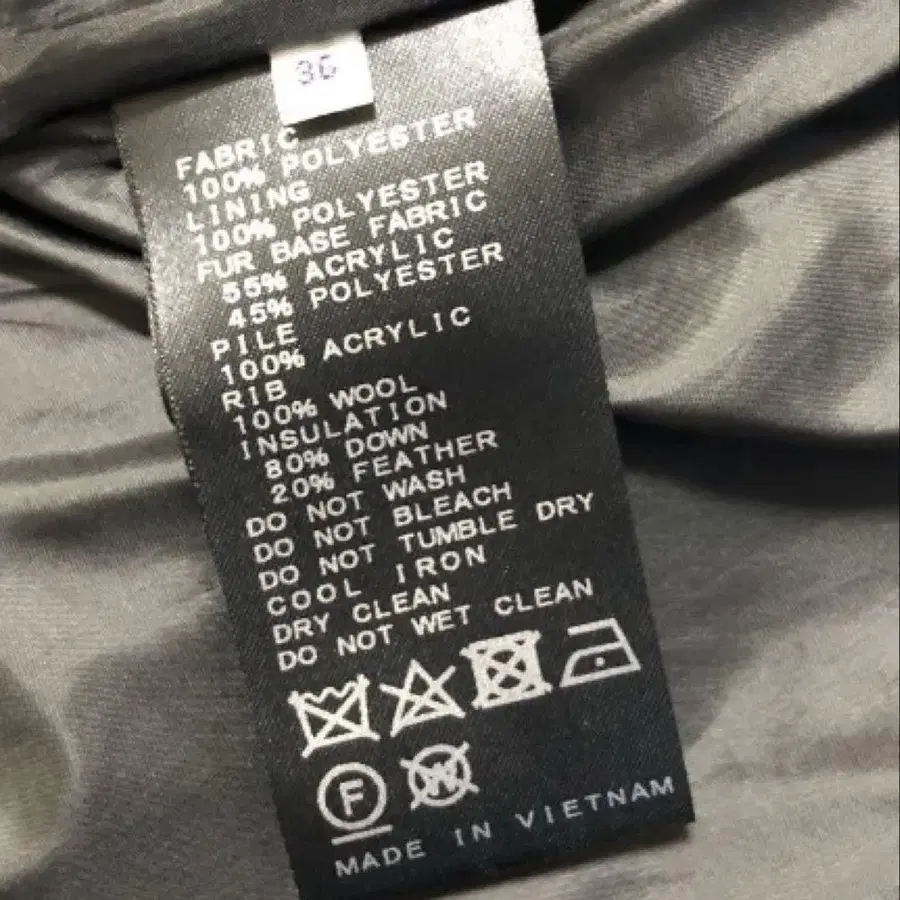 36
FABRIC
100% POLYESTER
LINING
100% POLYESTER
FUR BASE FABRIC
55% ACRYLIC
45% POLYESTER
PILE
100% ACRYLIC
RIB
100% WOOL
INSULATION
80% DOWN
20% FEATHER
DO NOT WASH
DO NOT BLEACH
DO NOT TUMBLE DRY
COOL IRON
DRY CLEAN
DO NOT WET CLEAN
F W
MADE IN VIETNAM